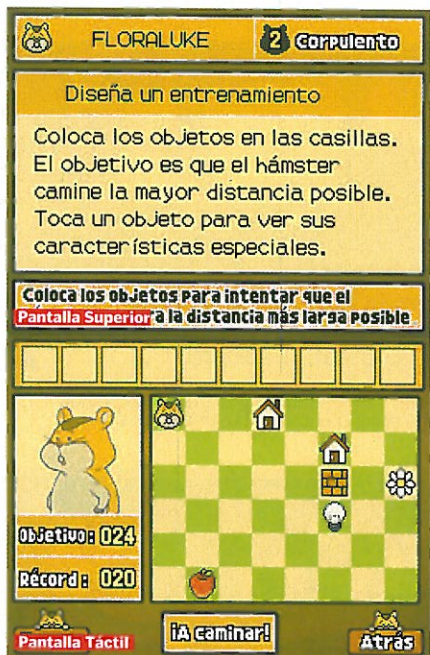 FLORALUKE
2 Corpulento
Diseña un entrenamiento
Coloca los objetos en las casillas.
El objetivo es que el hámster
camine la mayor distancia posible.
Toca un objeto para ver sus
características especiales.
Coloca los objetos para intentar que el
Pantalla Superior a la distancia más larga posible
Objetivo: 024
Récord: 020
¡A caminar!
Pantalla Táctil
Atrás